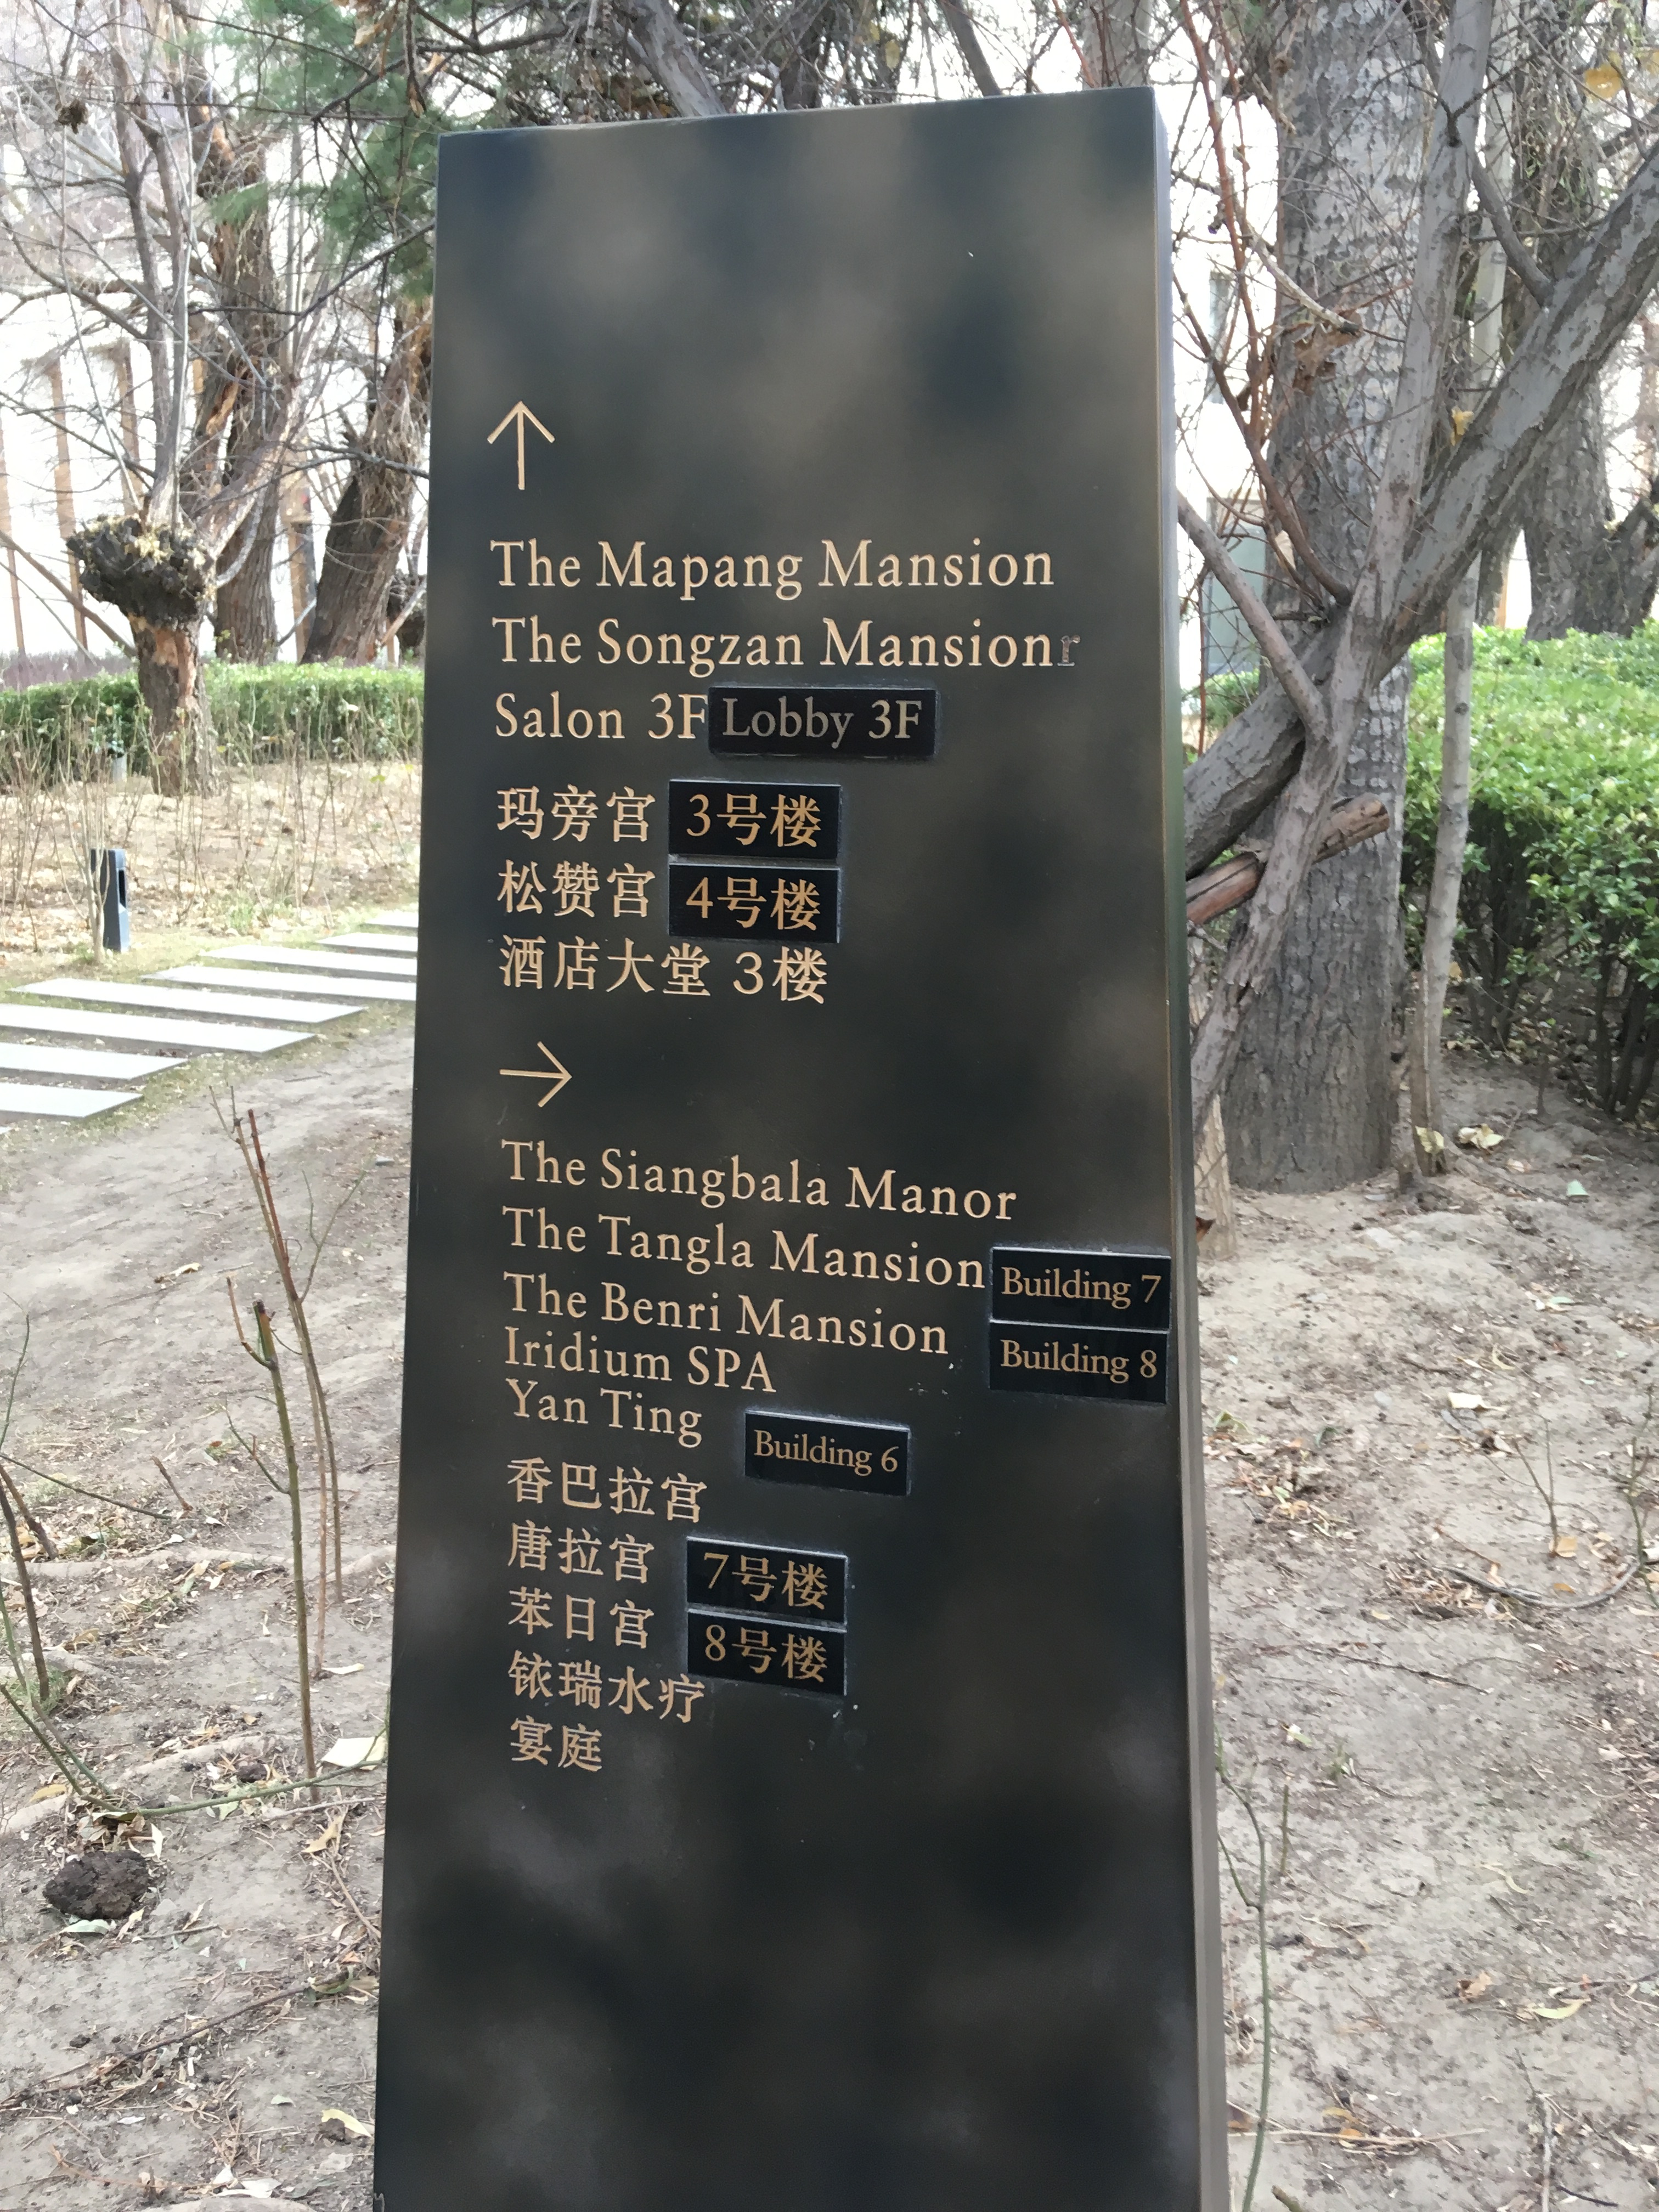 The Mapang Mansion
The Songzan Mansionr
Salon 3F Lobby 3F
玛旁宫 3号楼
松赞宫 4号楼
酒店大堂 3楼
The Siangbala Manor
The Tangla Mansion Building 7
The Benri Mansion Building 8
Iridium SPA
Yan Ting Building 6
香巴拉宫
唐拉宫 7号楼
苯日宫 8号楼
铱瑞水疗
宴庭